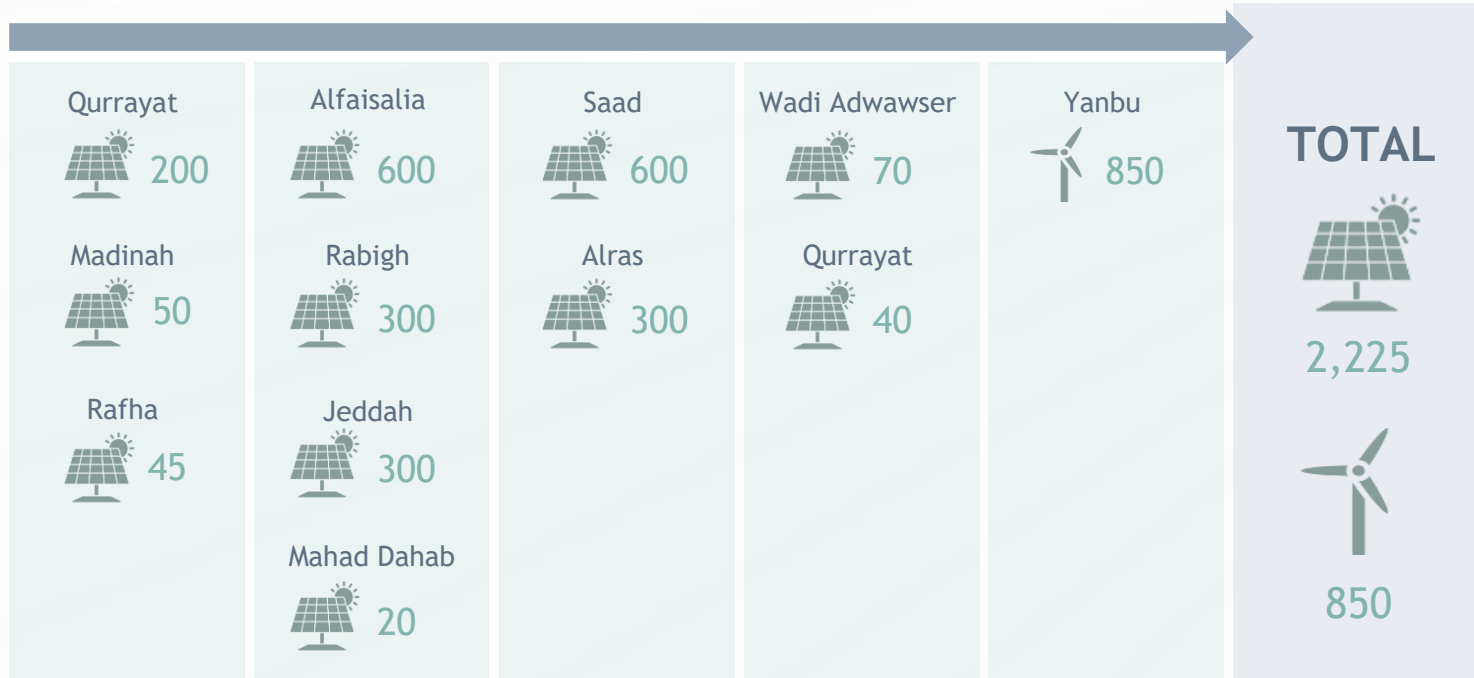 Qurrayat
200
Madinah
50
Rafha
45
Alfaisalia
600
Rabigh
300
Jeddah
300
Mahad Dahab
20
Saad
600
Alras
300
Wadi Adwawser
70
Qurrayat
40
Yanbu
850
TOTAL
2,225
850